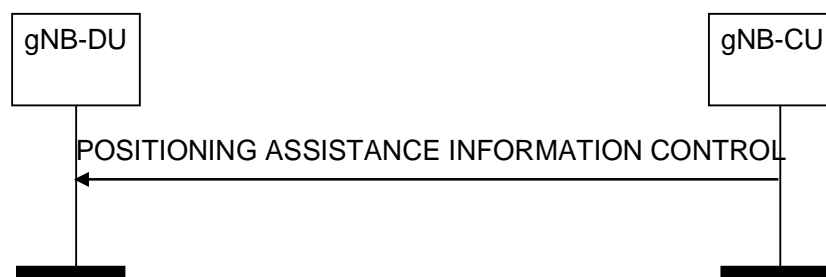 gNB-DU
gNB-CU
POSITIONING ASSISTANCE INFORMATION CONTROL